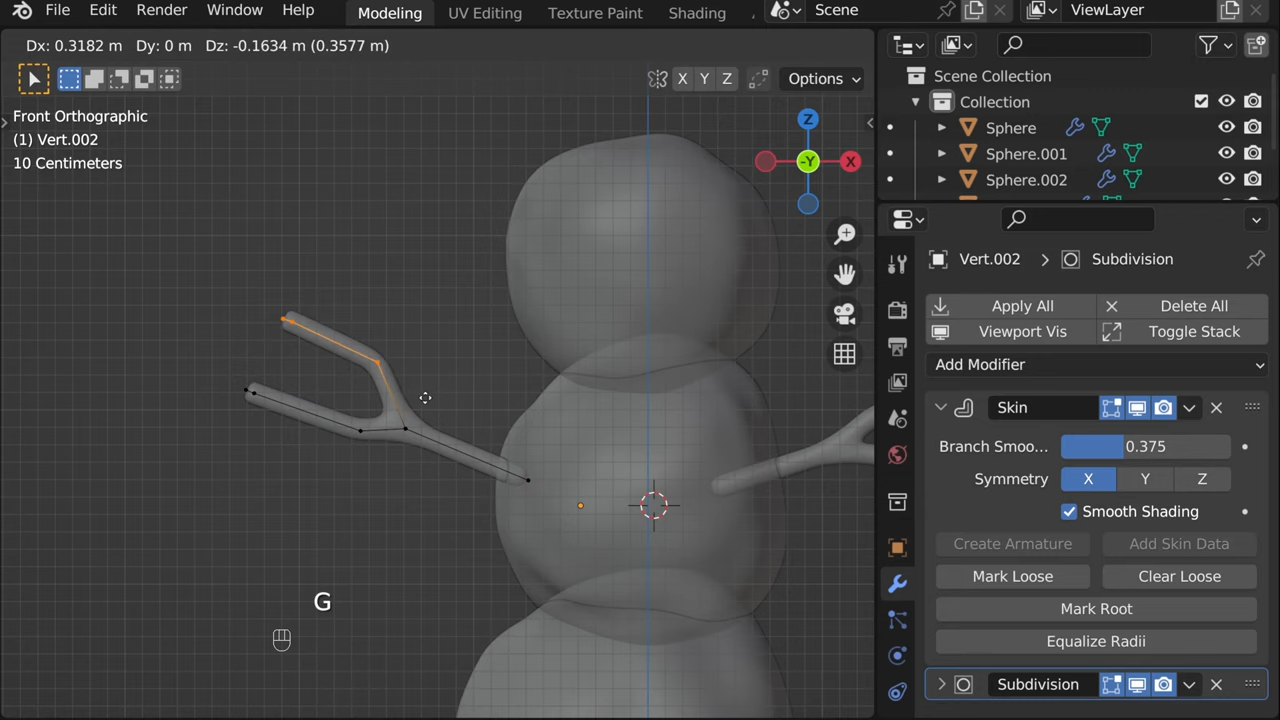 File Edit Render Window Help Modeling UV Editing Texture Paint Shading Scene ViewLayer
Dx: 0.3182 m Dy: 0 m Dz: -0.1634 m (0.3577 m)
X Y Z Options
Front Orthographic
(1) Vert.002
10 Centimeters
Z
X
-Y
G
Scene Collection
Collection
Sphere
Sphere.001
Sphere.002
Vert.002 Subdivision
Apply All Delete All
Viewport Vis Toggle Stack
Add Modifier
Skin
Branch Smoo... 0.375
Symmetry X Y Z
Smooth Shading
Create Armature Add Skin Data
Mark Loose Clear Loose
Mark Root
Equalize Radii
Subdivision